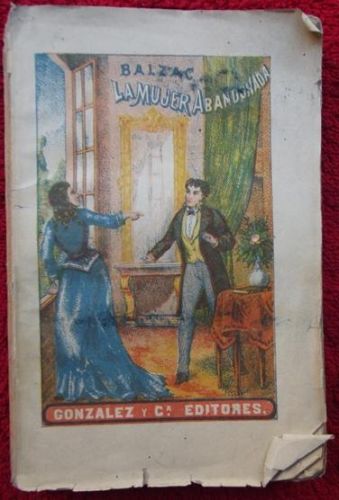 BALZAC
LA MUJER ABANDONADA
GONZALEZ Y Cª EDITORES.